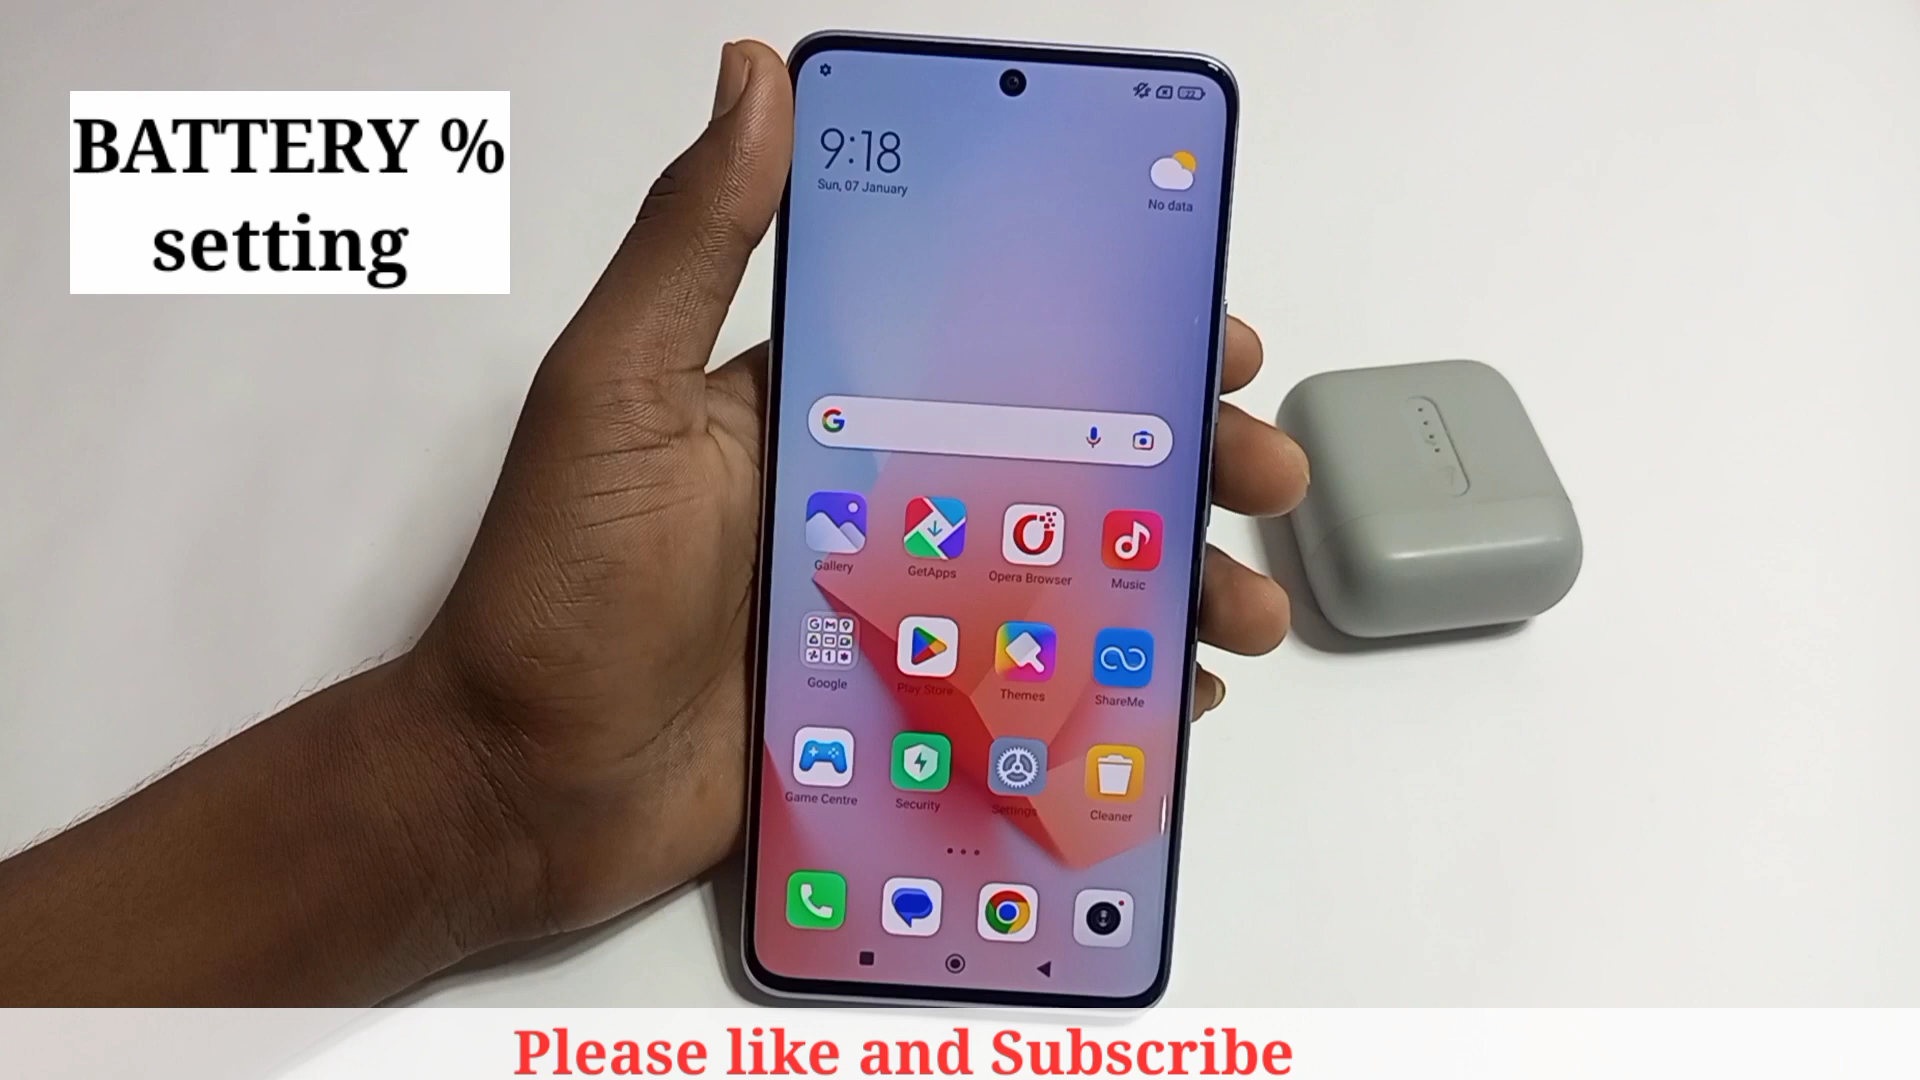 BATTERY %
setting
22
9:18
Sun, 07 January
No data
Gallery
GetApps
Opera Browser
Music
Google
Play Store
Themes
ShareMe
Game Centre
Security
Settings
Cleaner
Please like and Subscribe